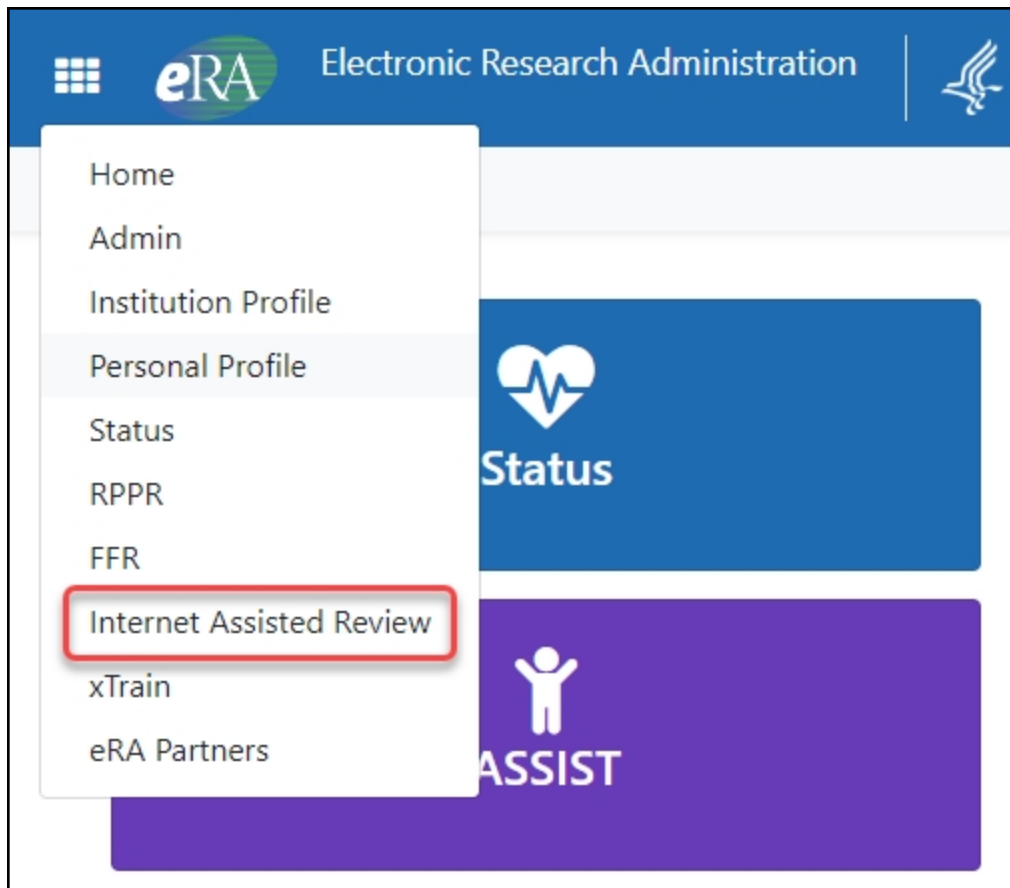 eRA Electronic Research Administration
Home
Admin
Institution Profile
Personal Profile
Status
RPPR
FFR
Internet Assisted Review
xTrain
eRA Partners
Status
ASSIST